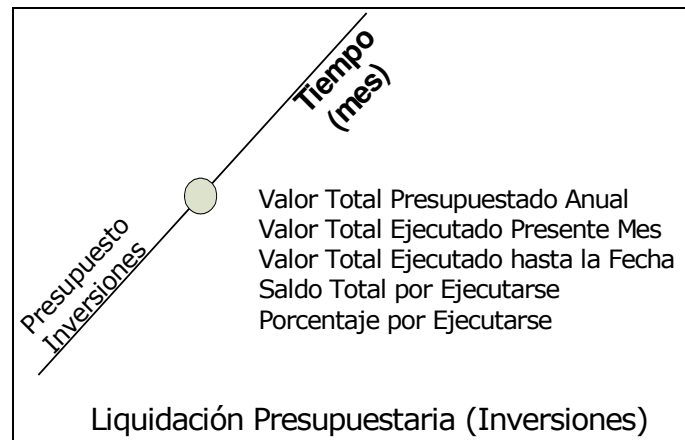 Tiempo
(mes)
Presupuesto
Inversiones
Valor Total Presupuestado Anual
Valor Total Ejecutado Presente Mes
Valor Total Ejecutado hasta la Fecha
Saldo Total por Ejecutarse
Porcentaje por Ejecutarse
Liquidación Presupuestaria (Inversiones)